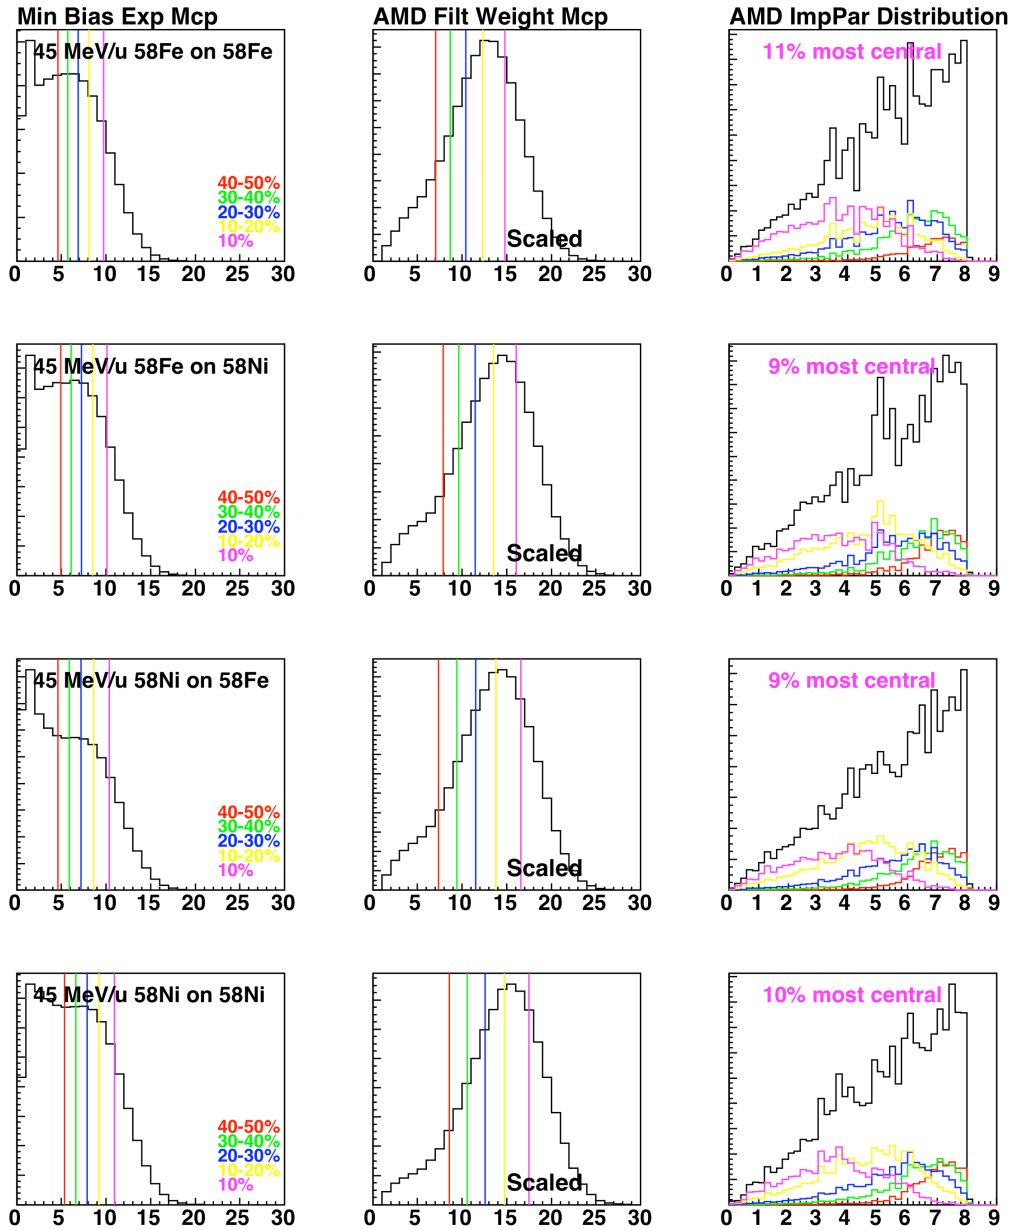 Min Bias Exp Mcp AMD Filt Weight Mcp AMD ImpPar Distribution
45 MeV/u 58Fe on 58Fe 11% most central
40-50%
30-40%
20-30%
10-20%
10%
Scaled
0 5 10 15 20 25 30 0 5 10 15 20 25 30 0 1 2 3 4 5 6 7 8 9
45 MeV/u 58Fe on 58Ni 9% most central
40-50%
30-40%
20-30%
10-20%
10%
Scaled
0 5 10 15 20 25 30 0 5 10 15 20 25 30 0 1 2 3 4 5 6 7 8 9
45 MeV/u 58Ni on 58Fe 9% most central
40-50%
30-40%
20-30%
10-20%
10%
Scaled
0 5 10 15 20 25 30 0 5 10 15 20 25 30 0 1 2 3 4 5 6 7 8 9
45 MeV/u 58Ni on 58Ni 10% most central
40-50%
30-40%
20-30%
10-20%
10%
Scaled
0 5 10 15 20 25 30 0 5 10 15 20 25 30 0 1 2 3 4 5 6 7 8 9